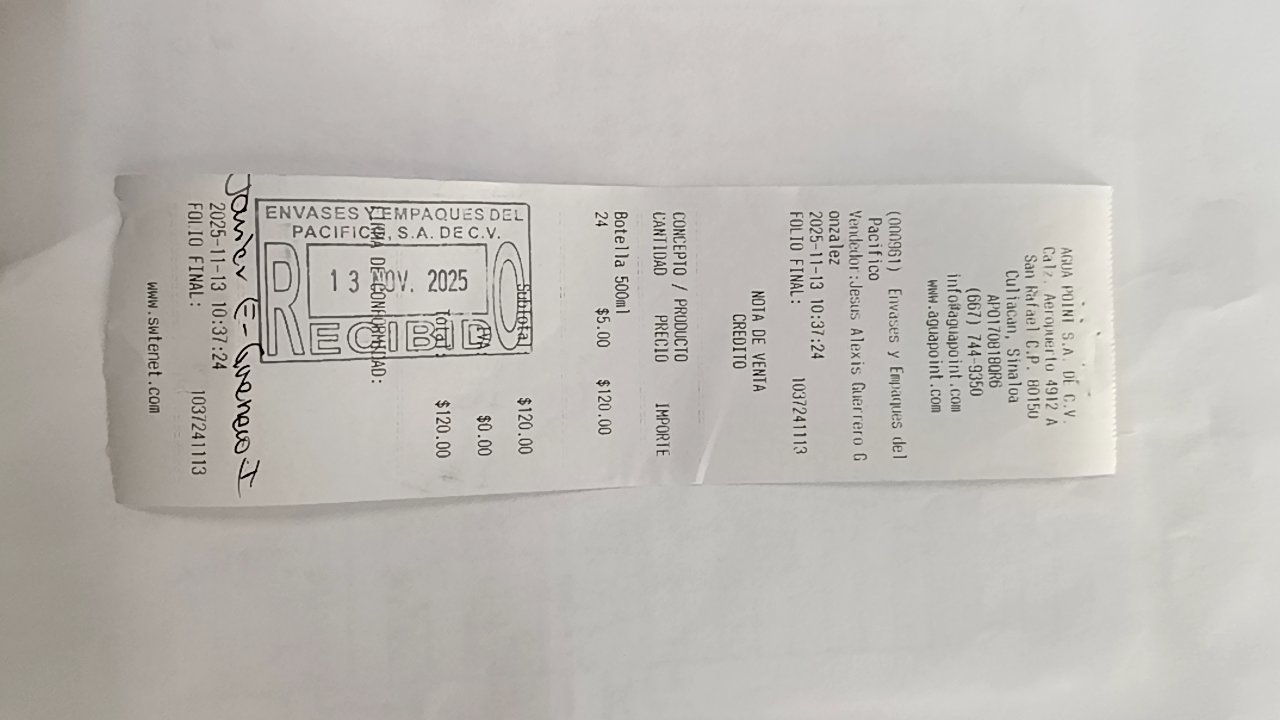 AGUA POINT S.A. DE C.V.
Calz. Aeropuerto 4912 A
San Rafael C.P. 80150
Culiacan, Sinaloa
APO170818QR6
(667) 744-9350
info@aguapoint.com
www.aguapoint.com
(000961) Envases y Empaques del
Pacifico
Vendedor:Jesus Alexis Guerrero G
onzalez
2025-11-13 10:37:24
FOLIO FINAL: 1037241113
NOTA DE VENTA
CREDITO
CONCEPTO / PRODUCTO
CANTIDAD PRECIO IMPORTE
Botella 500ml
24 $5.00 $120.00
Subtotal: $120.00
IVA: $0.00
Total: $120.00
FIRMA DE CONFORMIDAD:
ENVASES Y EMPAQUES DEL
PACIFICO, S.A. DE C.V.
13 NOV. 2025
RECIBIDO
Javier E.
2025-11-13 10:37:24
FOLIO FINAL: 1037241113
www.swtenet.com